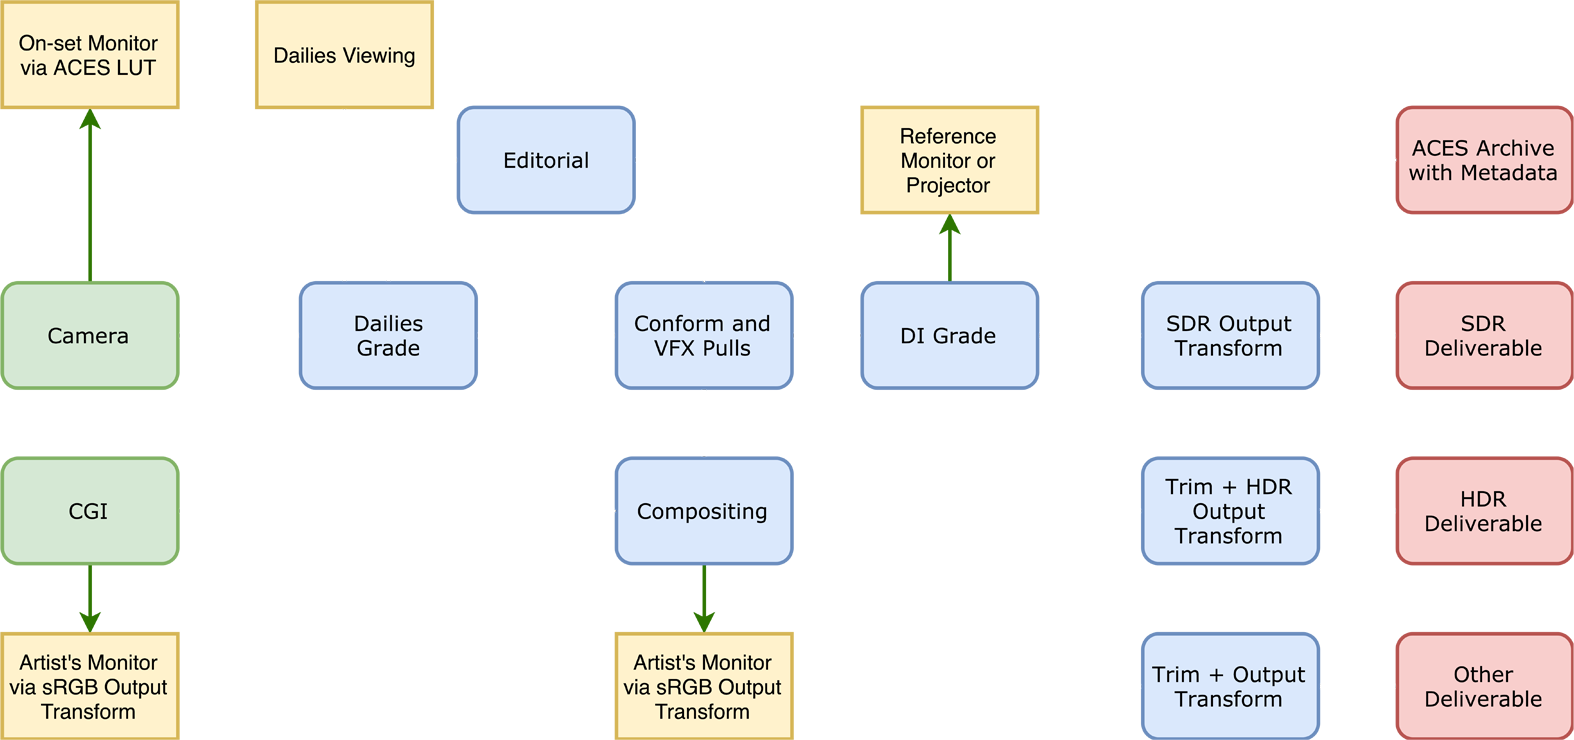 On-set Monitor
via ACES LUT
Dailies Viewing
Editorial
Reference
Monitor or
Projector
ACES Archive
with Metadata
Camera
Dailies
Grade
Conform and
VFX Pulls
DI Grade
SDR Output
Transform
SDR
Deliverable
CGI
Compositing
Trim + HDR
Output
Transform
HDR
Deliverable
Artist's Monitor
via sRGB Output
Transform
Artist's Monitor
via sRGB Output
Transform
Trim + Output
Transform
Other
Deliverable